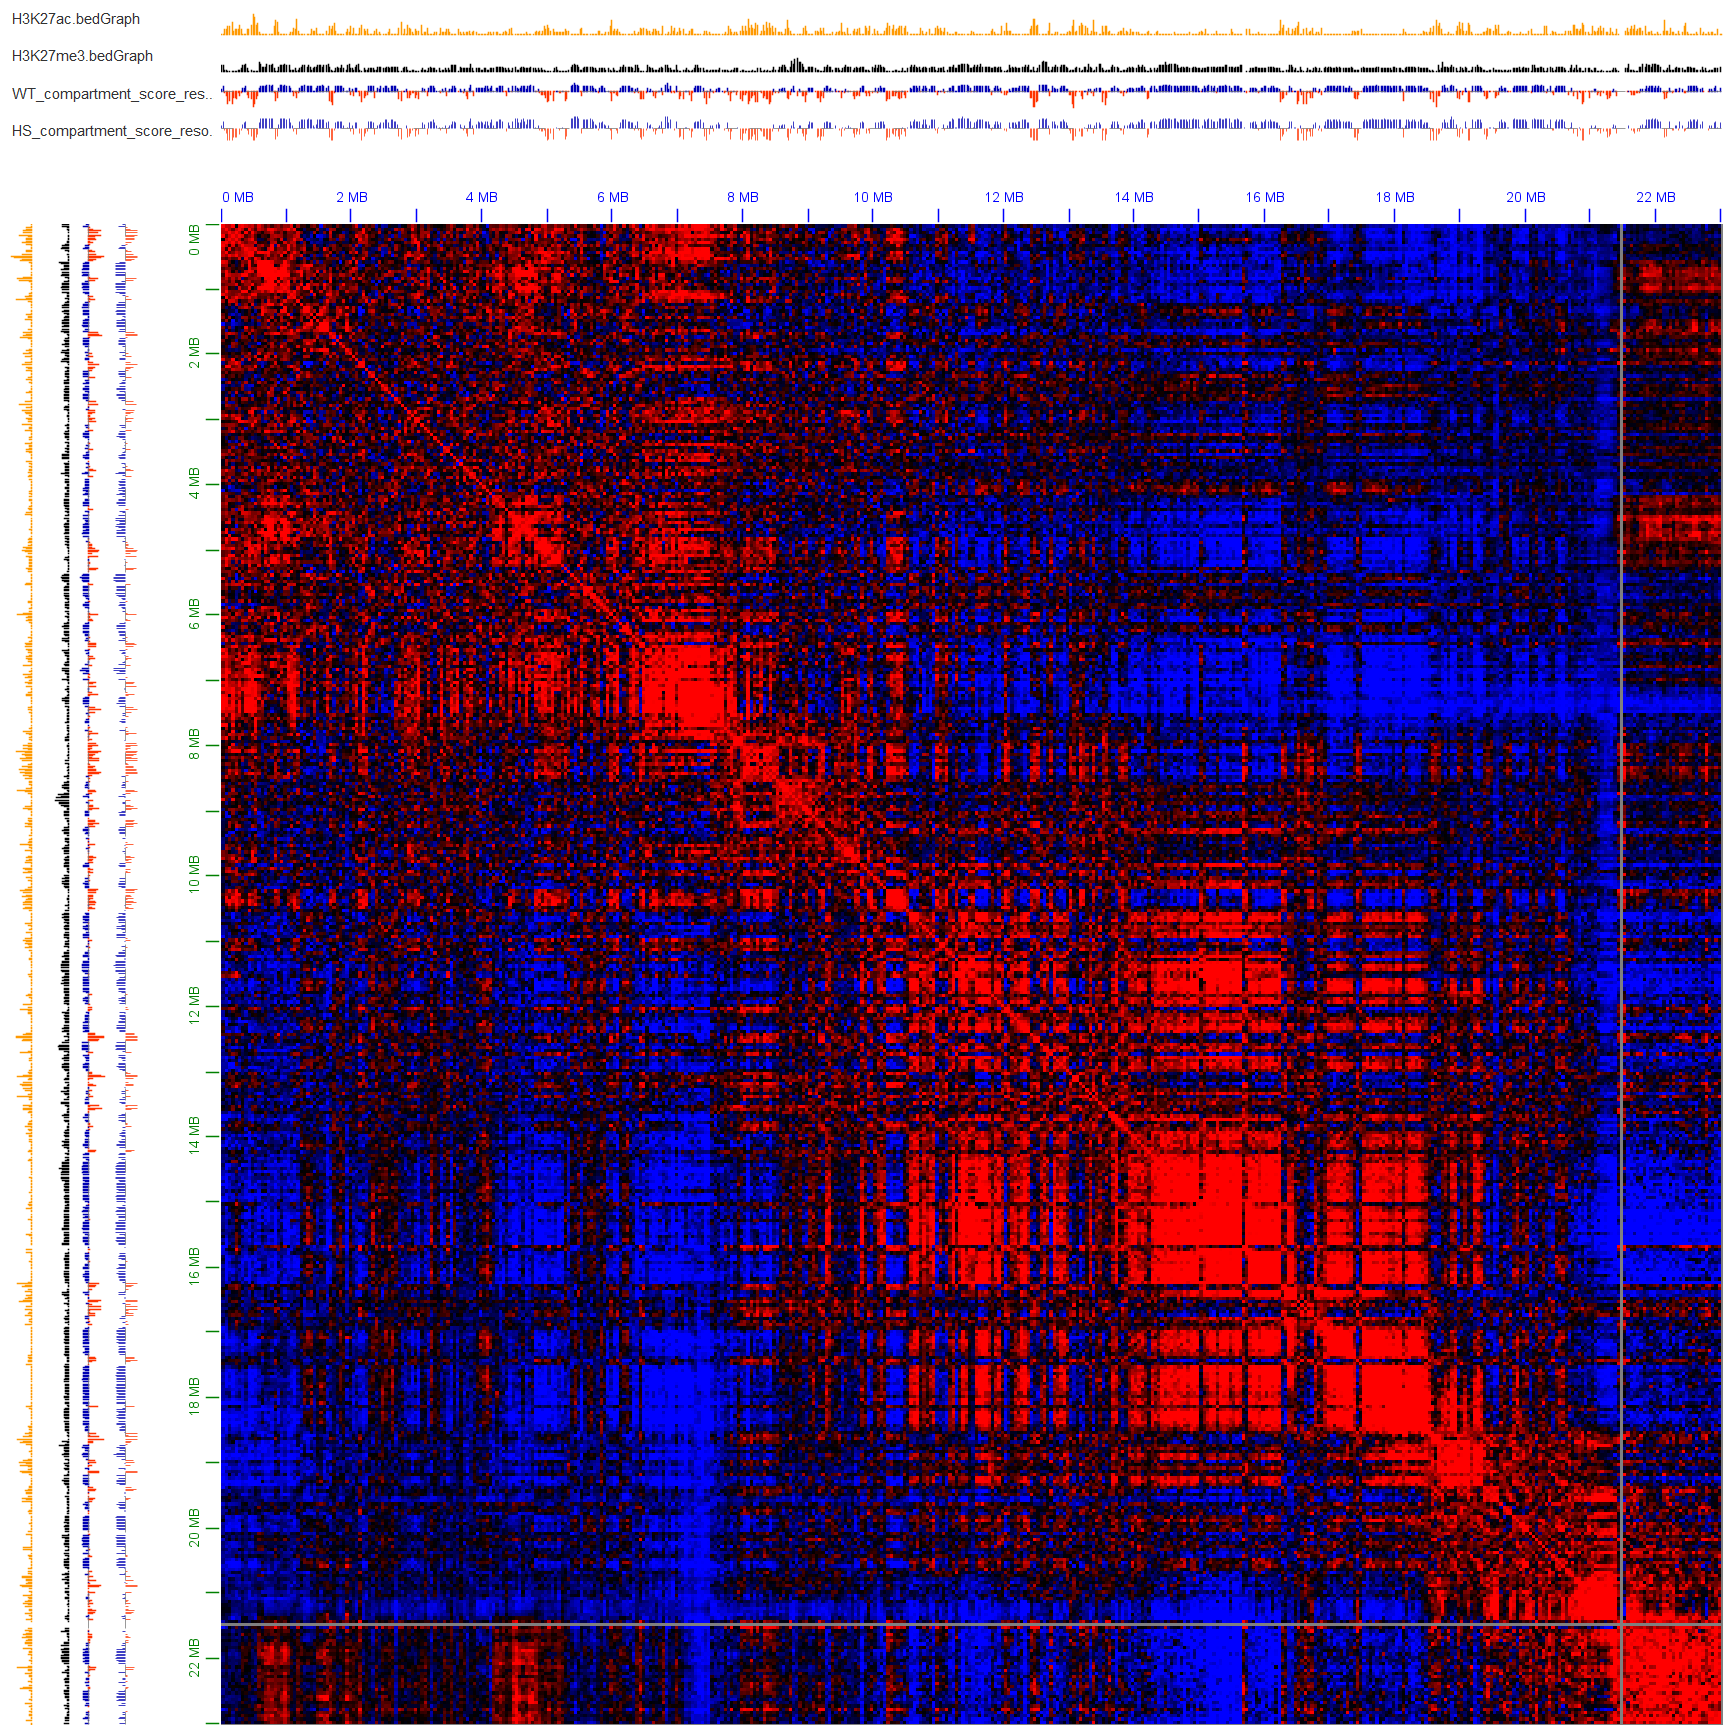 H3K27ac.bedGraph
H3K27me3.bedGraph
WT_compartment_score_res..
HS_compartment_score_reso.
0 MB 2 MB 4 MB 6 MB 8 MB 10 MB 12 MB 14 MB 16 MB 18 MB 20 MB 22 MB
0 MB
2 MB
4 MB
6 MB
8 MB
10 MB
12 MB
14 MB
16 MB
18 MB
20 MB
22 MB